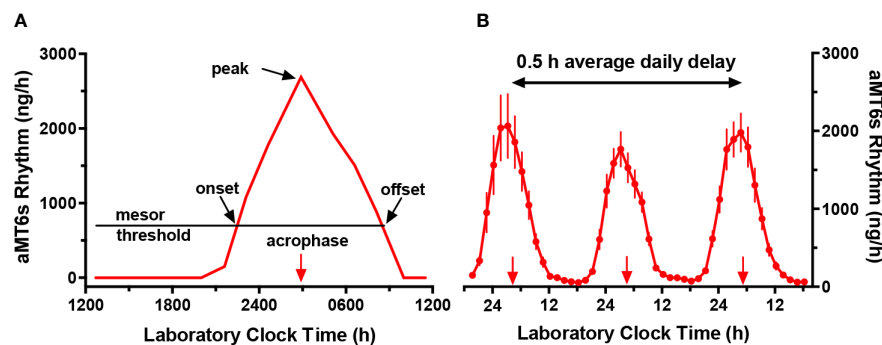 A
aMT6s Rhythm (ng/h)
3000
2000
1000
0
peak
onset
offset
mesor
threshold
acrophase
1200
1800
2400
0600
1200
Laboratory Clock Time (h)
B
0.5 h average daily delay
3000
2000
1000
0
aMT6s Rhythm
(ng/h)
24
12
24
12
24
12
Laboratory Clock Time (h)